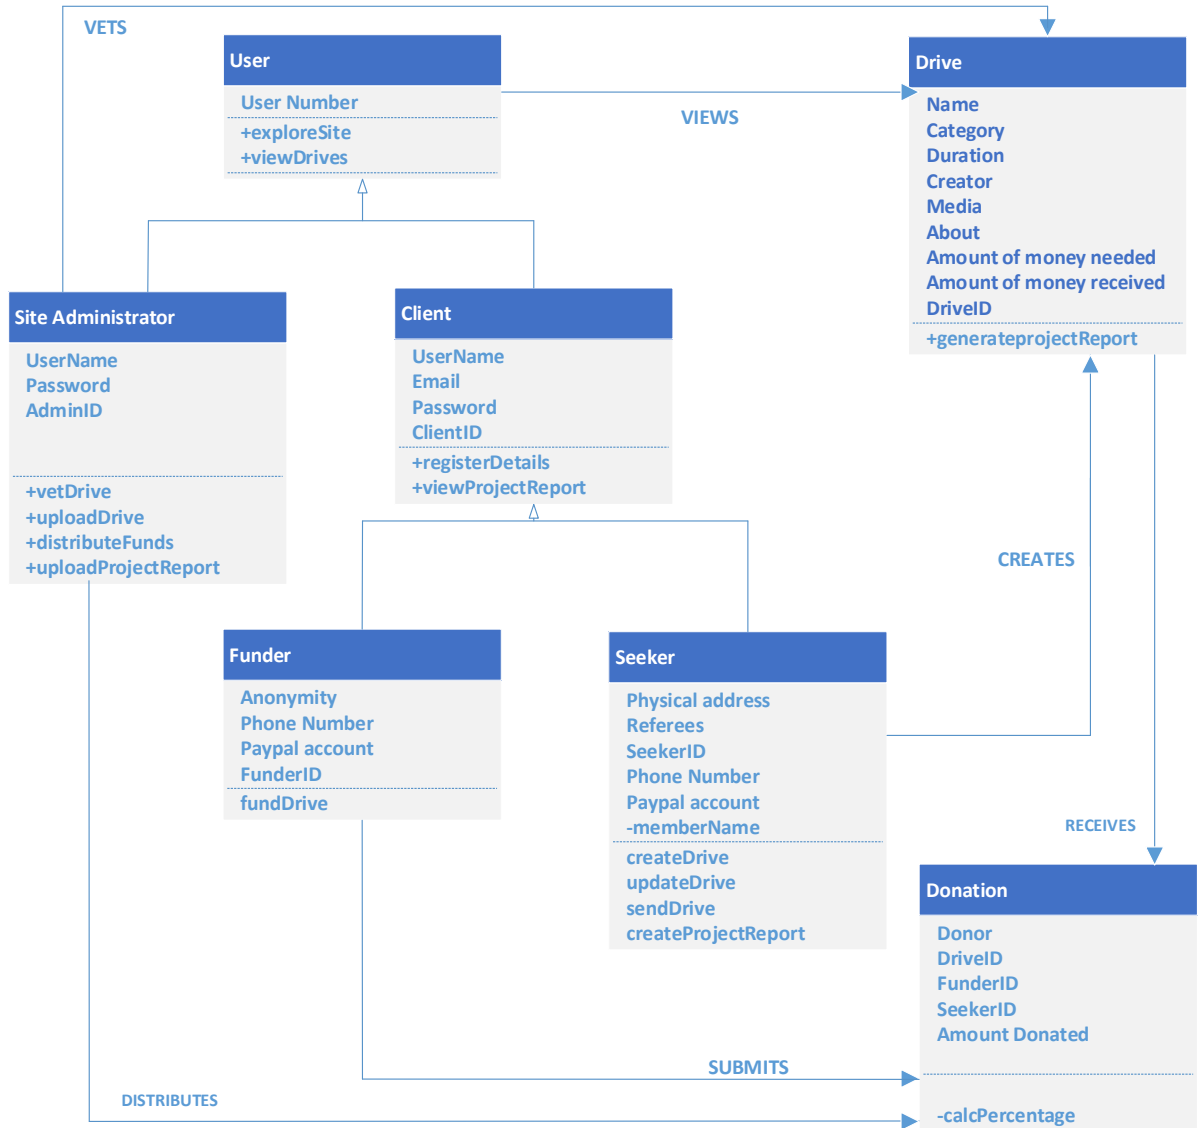 VETS
User
User Number
+exploreSite
+viewDrives
VIEWS
Drive
Name
Category
Duration
Creator
Media
About
Amount of money needed
Amount of money received
DriveID
+generateprojectReport
Site Administrator
UserName
Password
AdminID
+vetDrive
+uploadDrive
+distributeFunds
+uploadProjectReport
Client
UserName
Email
Password
ClientID
+registerDetails
+viewProjectReport
CREATES
Funder
Anonymity
Phone Number
Paypal account
FunderID
fundDrive
Seeker
Physical address
Referees
SeekerID
Phone Number
Paypal account
-memberName
createDrive
updateDrive
sendDrive
createProjectReport
RECEIVES
Donation
Donor
DriveID
FunderID
SeekerID
Amount Donated
-calcPercentage
SUBMITS
DISTRIBUTES